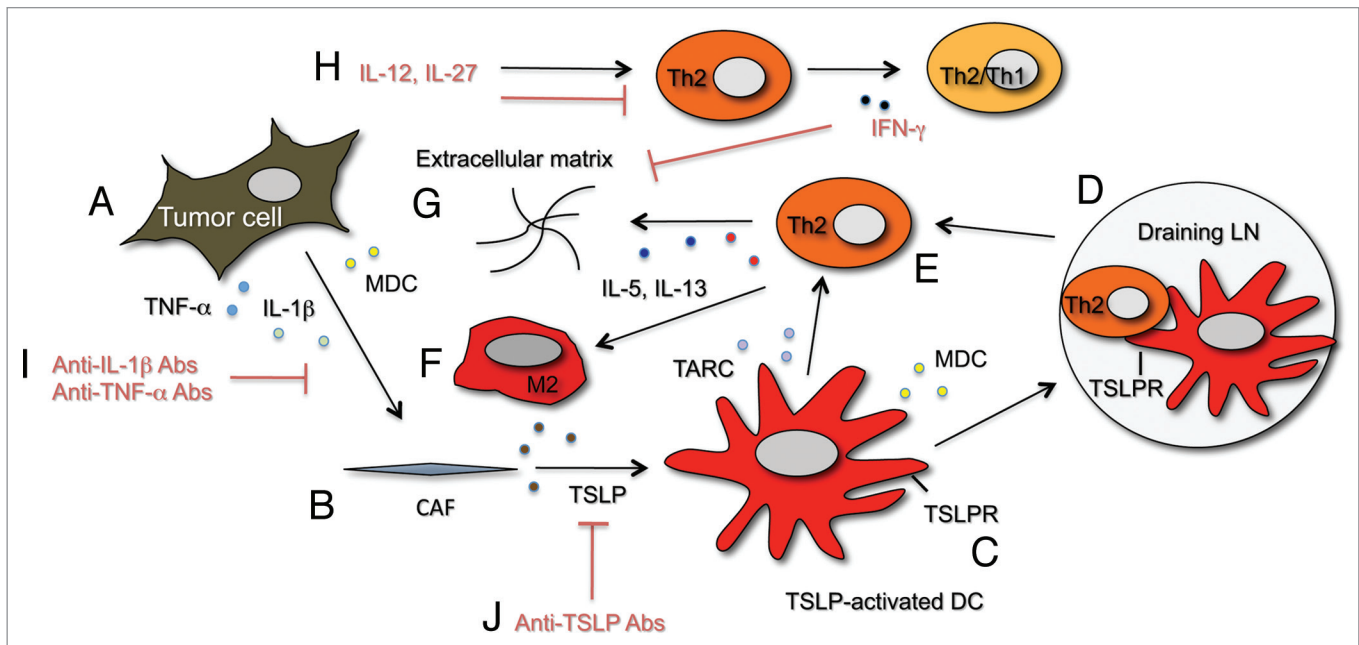 H
IL-12, IL-27
Th2
Th2/Th1
IFN-γ
A
Tumor cell
Extracellular matrix
G
D
Draining LN
Th2
TSLPR
Th2
E
MDC
TNF-α
IL-1β
IL-5, IL-13
I
Anti-IL-1β Abs
Anti-TNF-α Abs
F
M2
TARC
MDC
B
CAF
TSLP
TSLPR
C
TSLP-activated DC
J
Anti-TSLP Abs